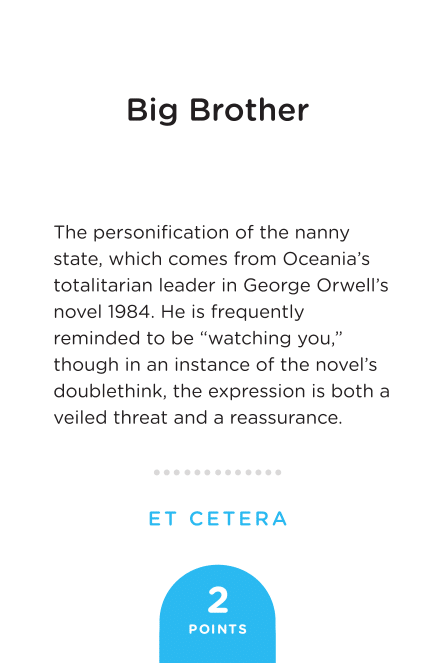 Big Brother
The personification of the nanny
state, which comes from Oceania’s
totalitarian leader in George Orwell’s
novel 1984. He is frequently
reminded to be “watching you,”
though in an instance of the novel’s
doublethink, the expression is both a
veiled threat and a reassurance.
ET CETERA
2
POINTS